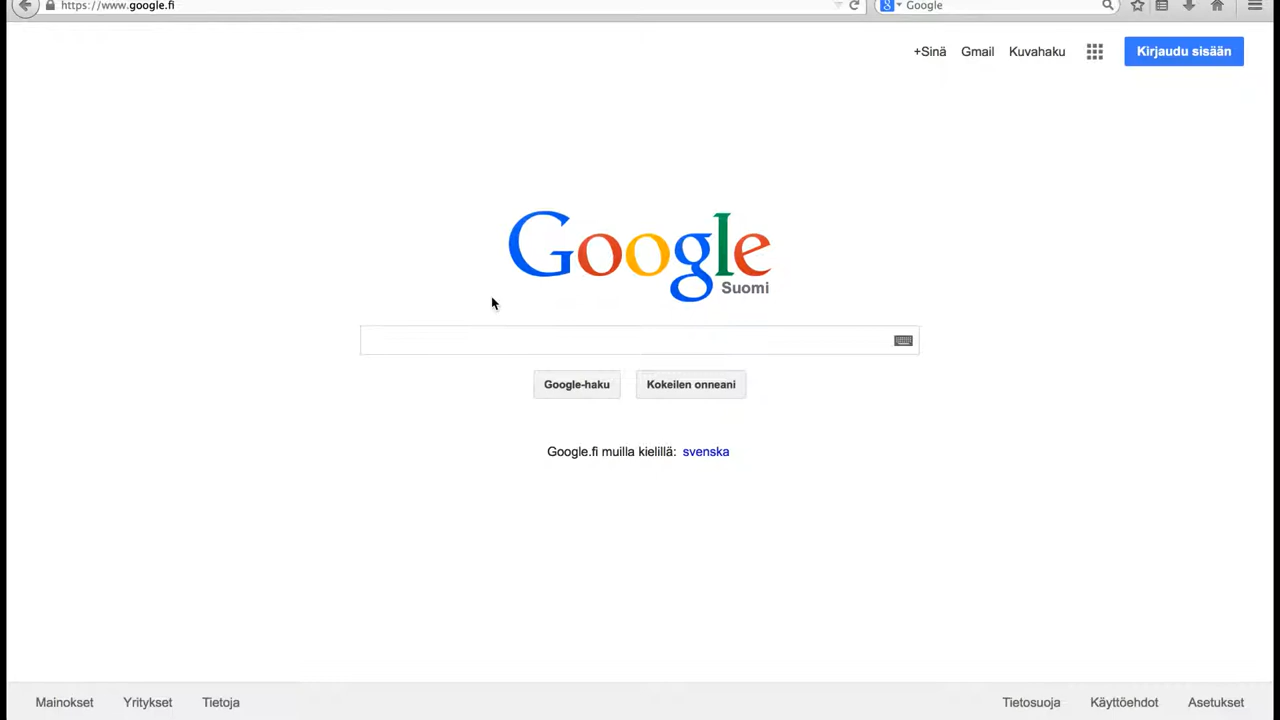 https://www.google.fi
Google
+Sinä Gmail Kuvahaku Kirjaudu sisään
Google
Suomi
Google-haku Kokeilen onneani
Google.fi muilla kielillä: svenska
Mainokset Yritykset Tietoja Tietosuoja Käyttöehdot Asetukset